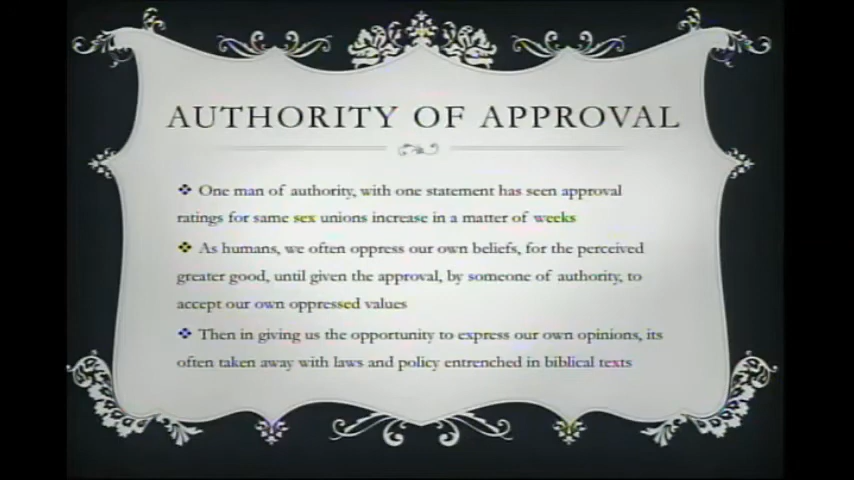 AUTHORITY OF APPROVAL
❖ One man of authority, with one statement has seen approval
ratings for same sex unions increase in a matter of weeks
❖ As humans, we often oppress our own beliefs, for the perceived
greater good, until given the approval, by someone of authority, to
accept our own oppressed values
❖ Then in giving us the opportunity to express our own opinions, its
often taken away with laws and policy entrenched in biblical texts